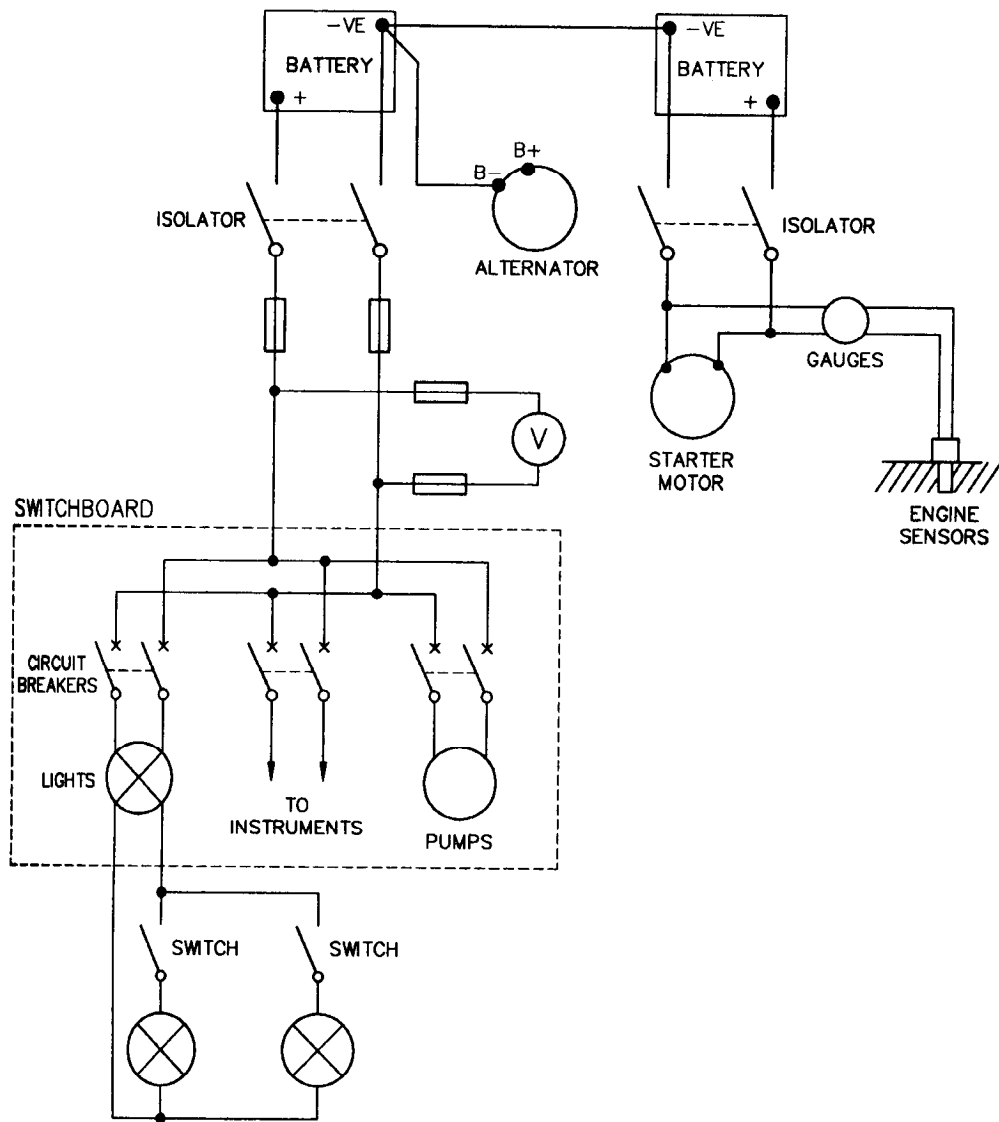 -VE
BATTERY
+
-VE
BATTERY
+
B+
B-
ALTERNATOR
ISOLATOR
ISOLATOR
GAUGES
V
STARTER
MOTOR
ENGINE
SENSORS
SWITCHBOARD
CIRCUIT
BREAKERS
LIGHTS
TO
INSTRUMENTS
PUMPS
SWITCH
SWITCH